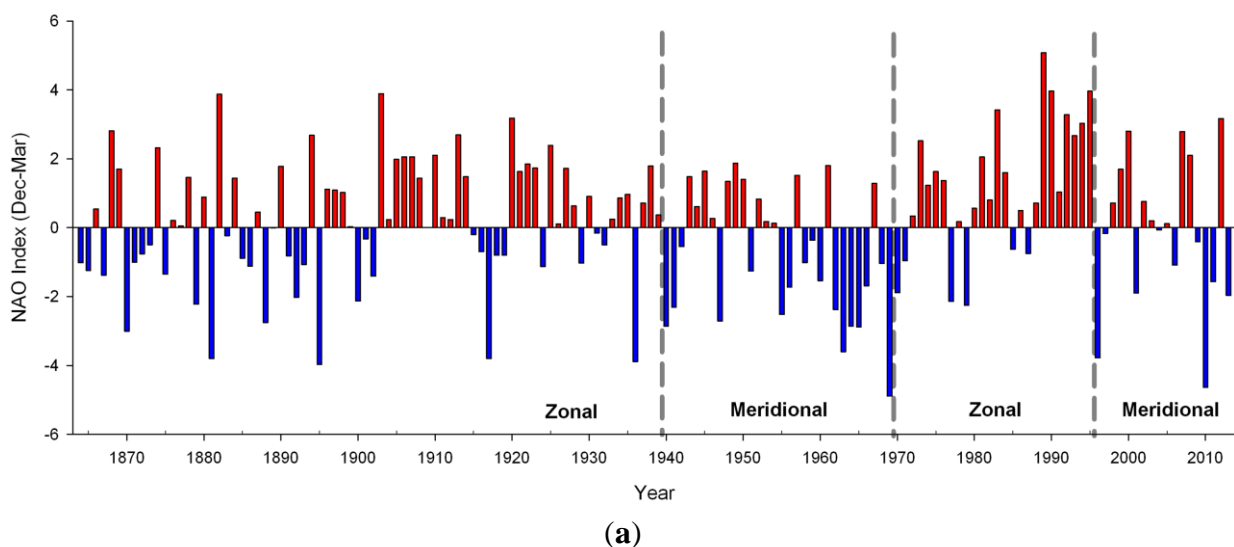 6
4
2
0
-2
-4
-6
NAO Index (Dec-Mar)
Zonal Meridional Zonal Meridional
1870 1880 1890 1900 1910 1920 1930 1940 1950 1960 1970 1980 1990 2000 2010
Year
(a)